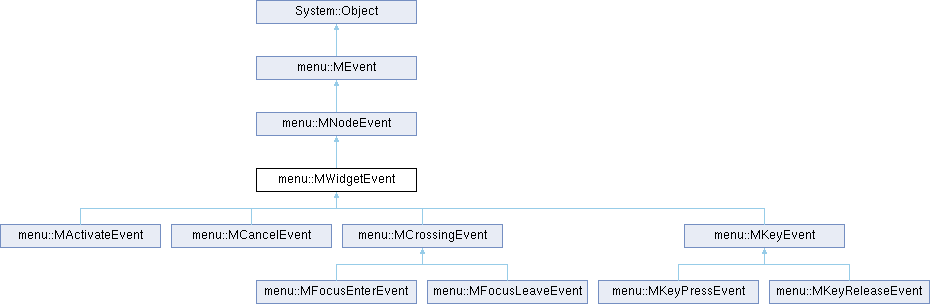 System::Object
menu::MEvent
menu::MNodeEvent
menu::MWidgetEvent
menu::MActivateEvent
menu::MCancelEvent
menu::MCrossingEvent
menu::MKeyEvent
menu::MFocusEnterEvent
menu::MFocusLeaveEvent
menu::MKeyPressEvent
menu::MKeyReleaseEvent